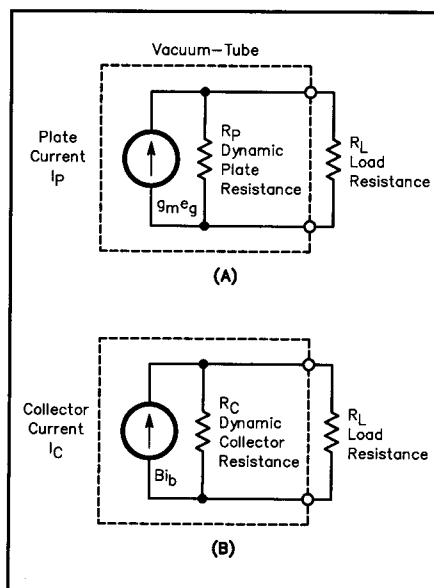 Vacuum-Tube
Plate
Current
Ip
gmeg
Rp
Dynamic
Plate
Resistance
RL
Load
Resistance
(A)
Collector
Current
IC
Bib
RC
Dynamic
Collector
Resistance
RL
Load
Resistance
(B)